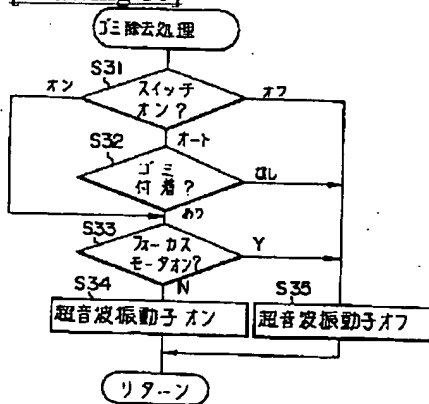 ゴミ除去処理
S31
オン
スイッチ
オン?
オフ
オート
S32
ゴミ
付着?
なし
あり
S33
フォーカス
モータオン?
Y
N
S34
超音波振動子オン
S35
超音波振動子オフ
リターン